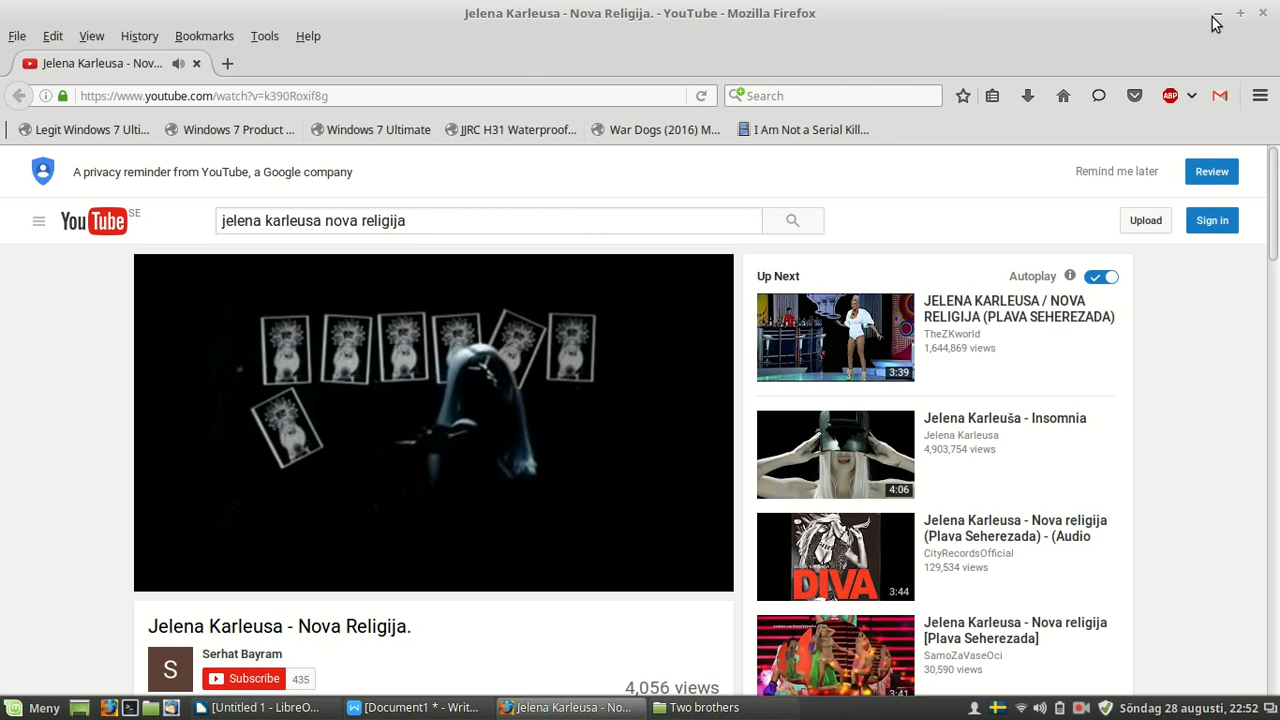 Jelena Karleusa - Nova Religija. - YouTube - Mozilla Firefox
File Edit View History Bookmarks Tools Help
Jelena Karleusa - Nov...
https://www.youtube.com/watch?v=k390Roxif8g
Search
ABP
Legit Windows 7 Ulti... Windows 7 Product ... Windows 7 Ultimate JJRC H31 Waterproof... War Dogs (2016) M... I Am Not a Serial Kill...
A privacy reminder from YouTube, a Google company
Remind me later Review
YouTube SE
jelena karleusa nova religija
Upload Sign in
Up Next
Autoplay
JELENA KARLEUSA / NOVA
RELIGIJA (PLAVA SEHEREZADA)
TheZKworld
1,644,869 views
3:39
Jelena Karleuša - Insomnia
Jelena Karleusa
4,903,754 views
4:06
Jelena Karleusa - Nova religija
(Plava Seherezada) - (Audio
CityRecordsOfficial
129,534 views
DIVA
3:44
Jelena Karleusa - Nova religija
[Plava Seherezada]
SamoZaVaseOci
30,590 views
3:41
Jelena Karleusa - Nova Religija.
S
Serhat Bayram
Subscribe 435
4,056 views
Meny
[Untitled 1 - LibreO...
[Document1 * - Writ...
Jelena Karleusa - No...
Two brothers
Söndag 28 augusti, 22:52